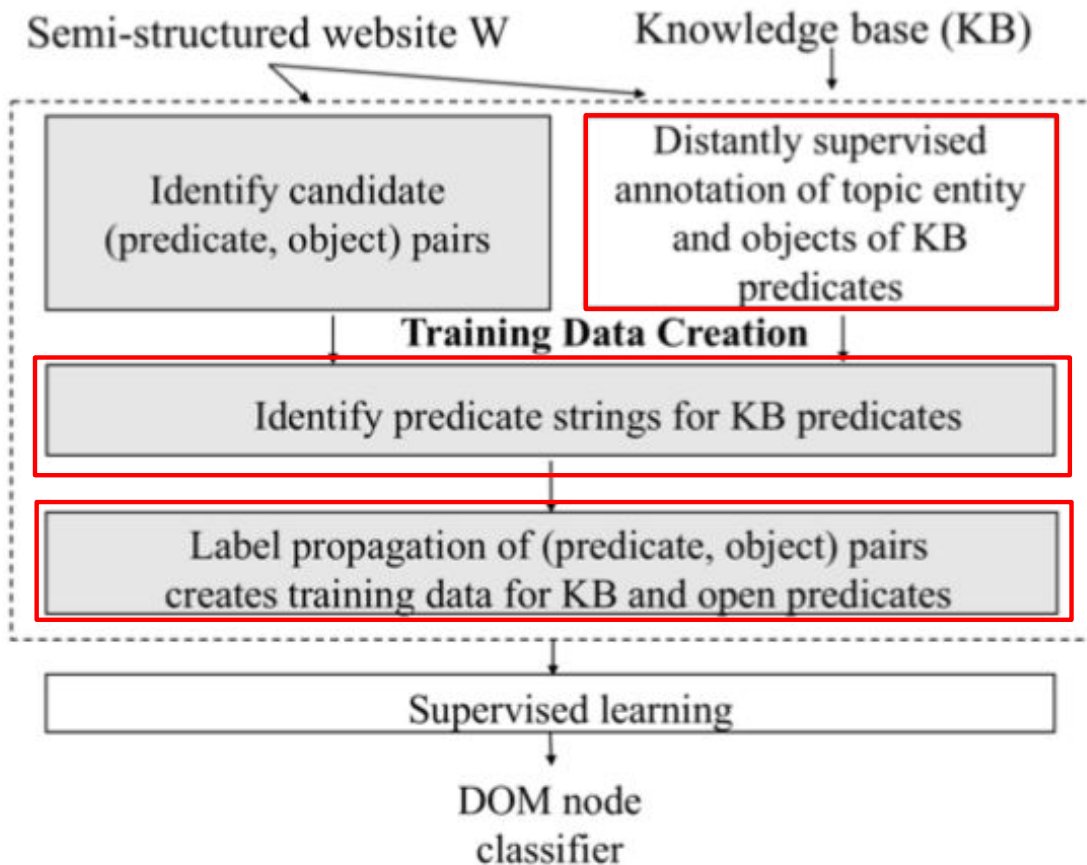 Semi-structured website W
Knowledge base (KB)
Identify candidate
(predicate, object) pairs
Distantly supervised
annotation of topic entity
and objects of KB
predicates
Training Data Creation
Identify predicate strings for KB predicates
Label propagation of (predicate, object) pairs
creates training data for KB and open predicates
Supervised learning
DOM node
classifier